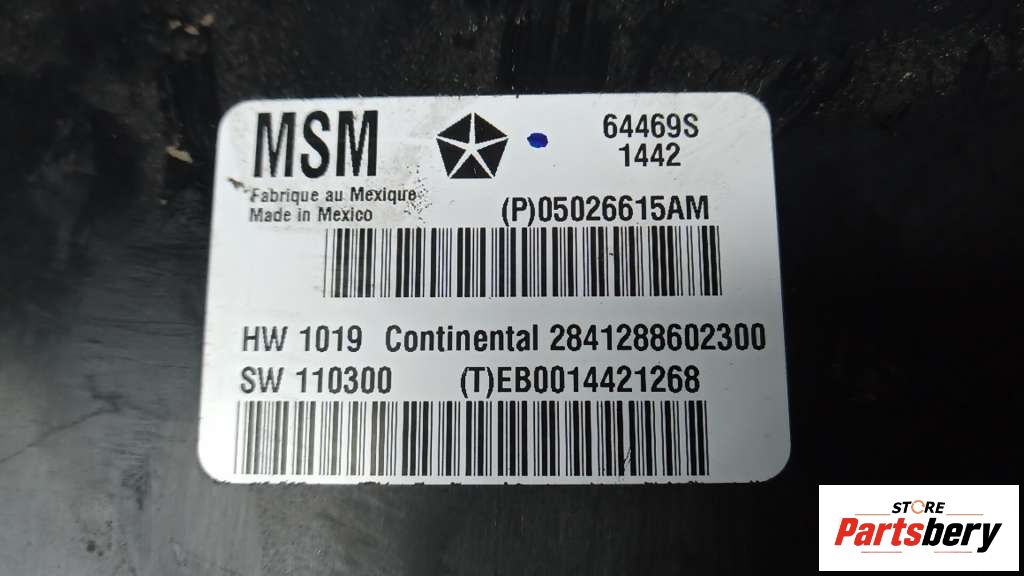 MSM
64469S
1442
Fabrique au Mexique
Made in Mexico
(P)05026615AM
HW 1019 Continental 2841288602300
SW 110300 (T)EB0014421268
STORE
Partsbery